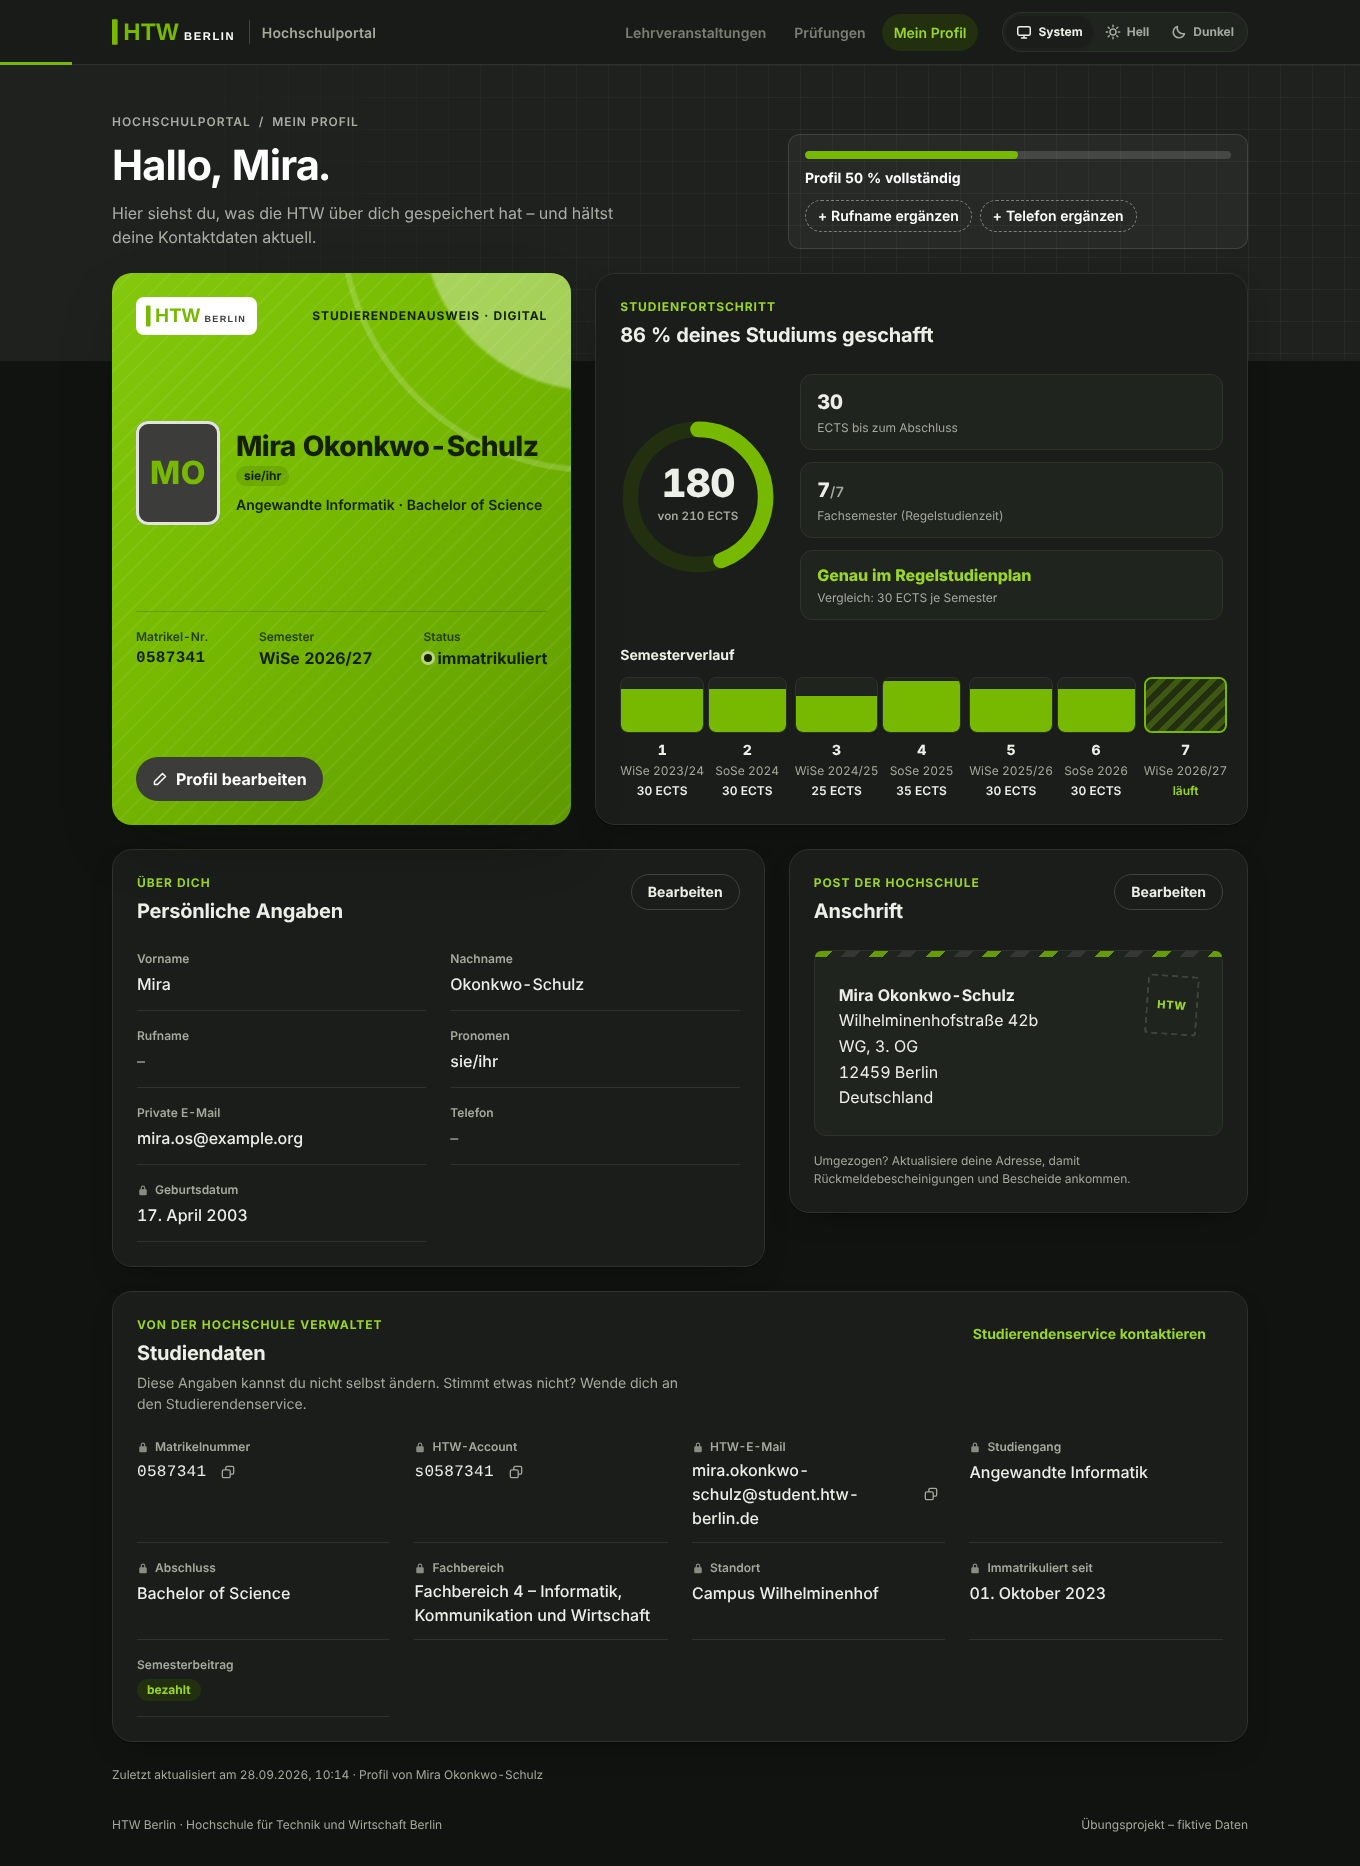 HTW BERLIN
Hochschulportal
Lehrveranstaltungen
Prüfungen
Mein Profil
System
Hell
Dunkel
HOCHSCHULPORTAL / MEIN PROFIL
Hallo, Mira.
Hier siehst du, was die HTW über dich gespeichert hat – und hältst
deine Kontaktdaten aktuell.
Profil 50 % vollständig
+ Rufname ergänzen
+ Telefon ergänzen
HTW BERLIN
STUDIERENDENAUSWEIS · DIGITAL
MO
Mira Okonkwo-Schulz
sie/ihr
Angewandte Informatik · Bachelor of Science
Matrikel-Nr.
0587341
Semester
WiSe 2026/27
Status
immatrikuliert
Profil bearbeiten
STUDIENFORTSCHRITT
86 % deines Studiums geschafft
180
von 210 ECTS
30
ECTS bis zum Abschluss
7/7
Fachsemester (Regelstudienzeit)
Genau im Regelstudienplan
Vergleich: 30 ECTS je Semester
Semesterverlauf
1
WiSe 2023/24
30 ECTS
2
SoSe 2024
30 ECTS
3
WiSe 2024/25
25 ECTS
4
SoSe 2025
35 ECTS
5
WiSe 2025/26
30 ECTS
6
SoSe 2026
30 ECTS
7
WiSe 2026/27
läuft
ÜBER DICH
Persönliche Angaben
Bearbeiten
Vorname
Mira
Nachname
Okonkwo-Schulz
Rufname
–
Pronomen
sie/ihr
Private E-Mail
mira.os@example.org
Telefon
–
Geburtsdatum
17. April 2003
POST DER HOCHSCHULE
Anschrift
Bearbeiten
HTW
Mira Okonkwo-Schulz
Wilhelminenhofstraße 42b
WG, 3. OG
12459 Berlin
Deutschland
Umgezogen? Aktualisiere deine Adresse, damit
Rückmeldebescheinigungen und Bescheide ankommen.
VON DER HOCHSCHULE VERWALTET
Studiendaten
Diese Angaben kannst du nicht selbst ändern. Stimmt etwas nicht? Wende dich an
den Studierendenservice.
Studierendenservice kontaktieren
Matrikelnummer
0587341
HTW-Account
s0587341
HTW-E-Mail
mira.okonkwo-
schulz@student.htw-
berlin.de
Studiengang
Angewandte Informatik
Abschluss
Bachelor of Science
Fachbereich
Fachbereich 4 – Informatik,
Kommunikation und Wirtschaft
Standort
Campus Wilhelminenhof
Immatrikuliert seit
01. Oktober 2023
Semesterbeitrag
bezahlt
Zuletzt aktualisiert am 28.09.2026, 10:14 · Profil von Mira Okonkwo-Schulz
HTW Berlin · Hochschule für Technik und Wirtschaft Berlin
Übungsprojekt – fiktive Daten